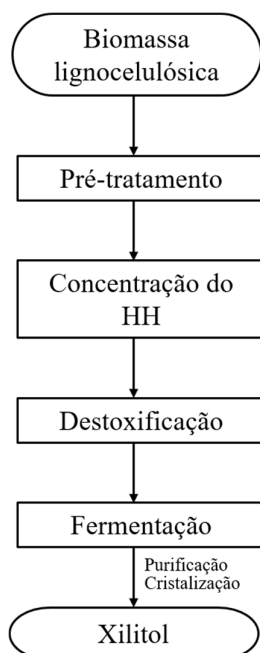 Biomassa
lignocelulósica
Pré-tratamento
Concentração do
HH
Destoxificação
Fermentação
Purificação
Cristalização
Xilitol